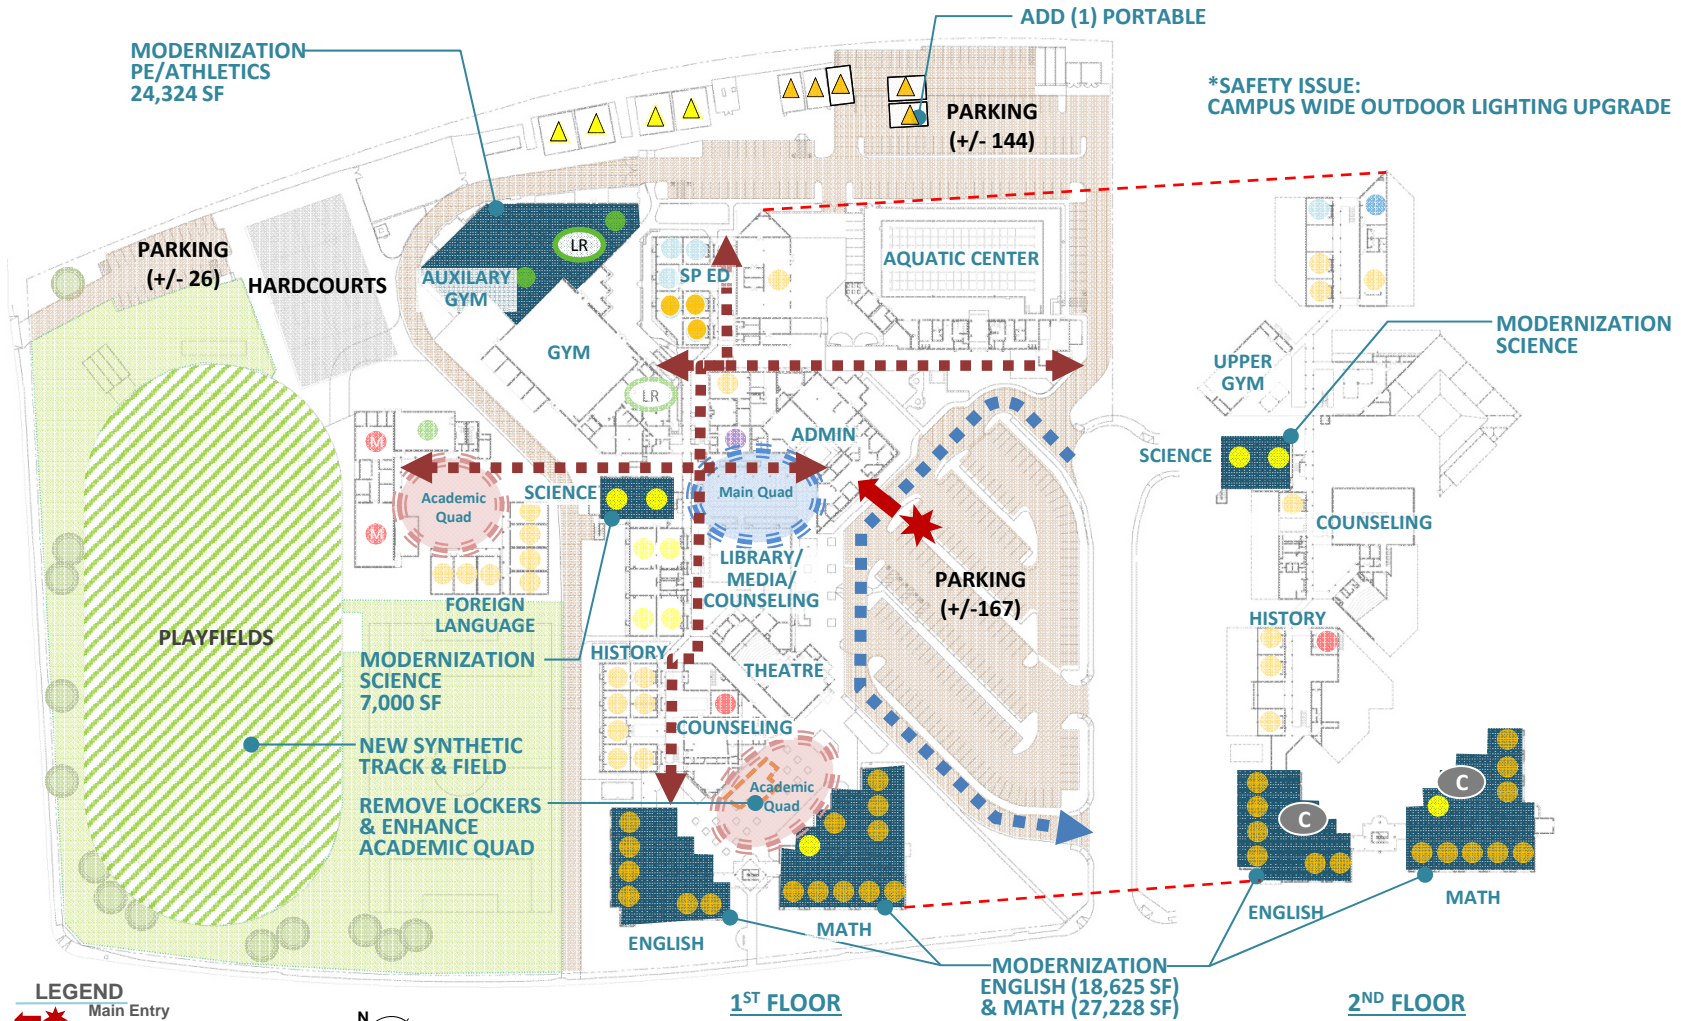 ADD (1) PORTABLE
MODERNIZATION
PE/ATHLETICS
24,324 SF
*SAFETY ISSUE:
CAMPUS WIDE OUTDOOR LIGHTING UPGRADE
PARKING
(+/- 144)
PARKING
(+/- 26)
HARDCOURTS
AUXILARY
GYM
LR
SP ED
AQUATIC CENTER
GYM
LR
ADMIN
UPPER
GYM
MODERNIZATION
SCIENCE
M
M
Academic
Quad
SCIENCE
Main Quad
SCIENCE
COUNSELING
LIBRARY/
MEDIA/
COUNSELING
PARKING
(+/-167)
FOREIGN
LANGUAGE
PLAYFIELDS
HISTORY
HISTORY
MODERNIZATION
SCIENCE
7,000 SF
THEATRE
COUNSELING
NEW SYNTHETIC
TRACK & FIELD
Academic
Quad
REMOVE LOCKERS
& ENHANCE
ACADEMIC QUAD
C
C
ENGLISH
MATH
ENGLISH
MATH
MODERNIZATION
ENGLISH (18,625 SF)
& MATH (27,228 SF)
1ST FLOOR
2ND FLOOR
LEGEND
Main Entry
N